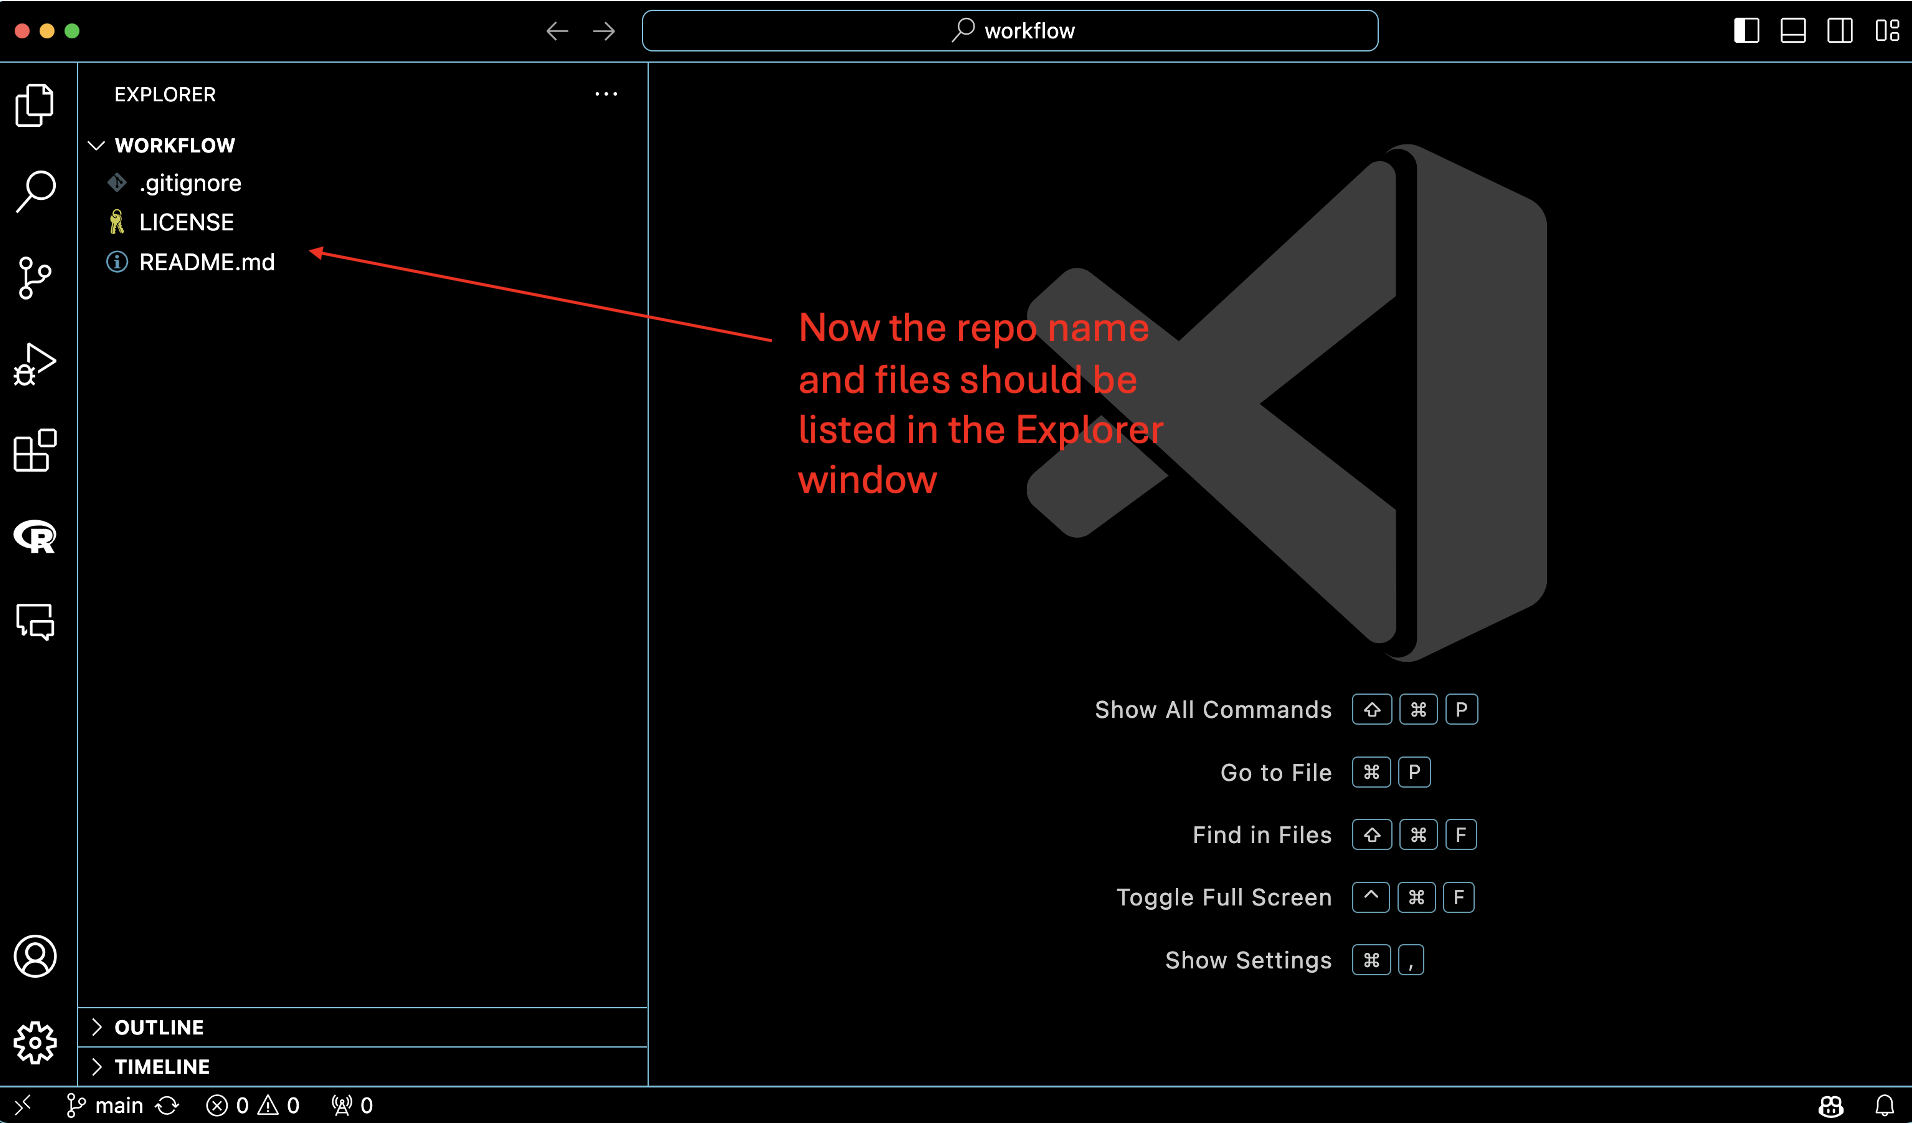 workflow
EXPLORER
WORKFLOW
.gitignore
LICENSE
README.md
Now the repo name
and files should be
listed in the Explorer
window
Show All Commands ⇧ ⌘ P
Go to File ⌘ P
Find in Files ⇧ ⌘ F
Toggle Full Screen ^ ⌘ F
Show Settings ⌘ ,
OUTLINE
TIMELINE
main 0 0 0